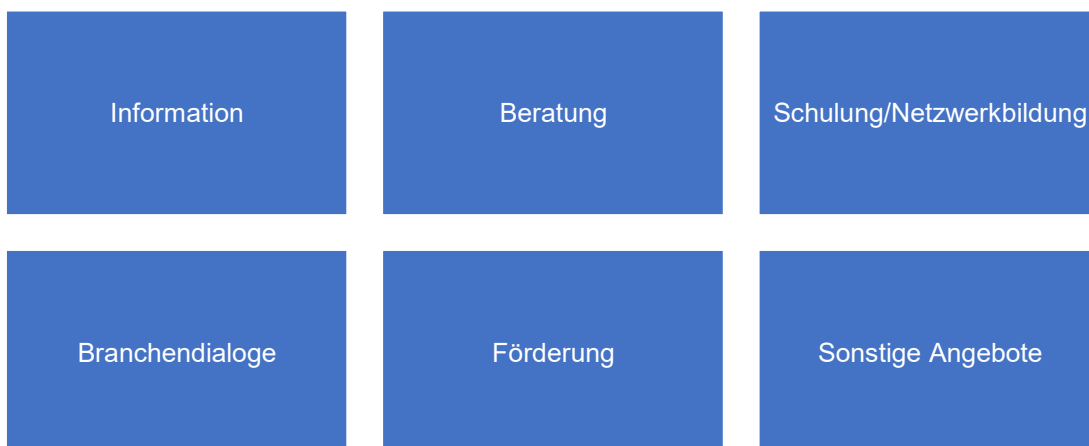 Information
Beratung
Schulung/Netzwerkbildung
Branchendialoge
Förderung
Sonstige Angebote